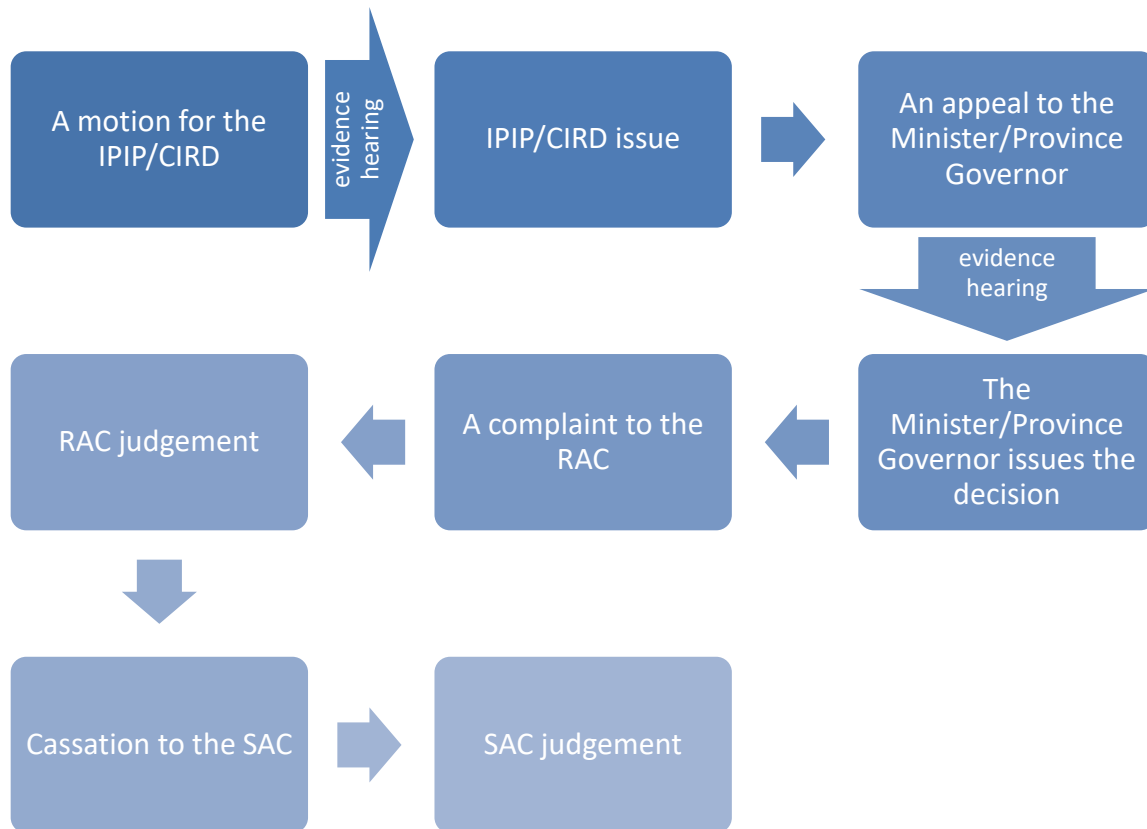 A motion for the
IPIP/CIRD
evidence
hearing
IPIP/CIRD issue
An appeal to the
Minister/Province
Governor
evidence
hearing
The
Minister/Province
Governor issues the
decision
A complaint to the
RAC
RAC judgement
Cassation to the SAC
SAC judgement